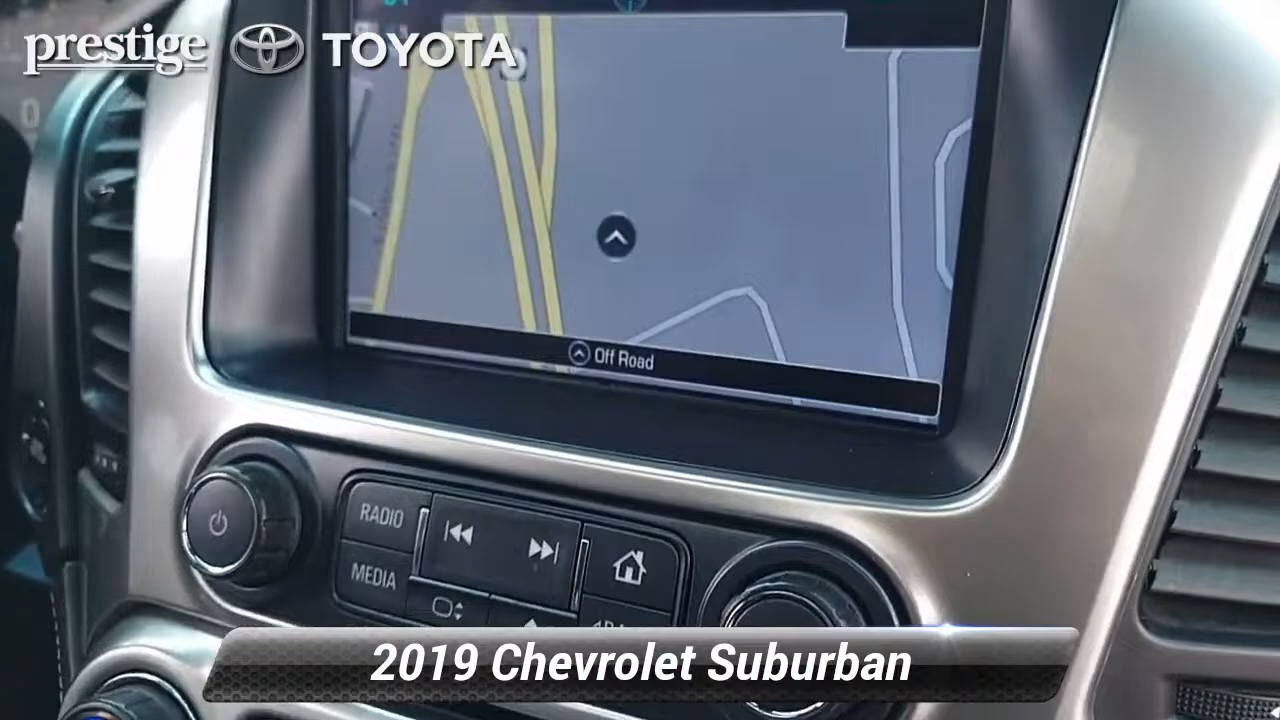 prestige TOYOTA
Off Road
RADIO
MEDIA
2019 Chevrolet Suburban